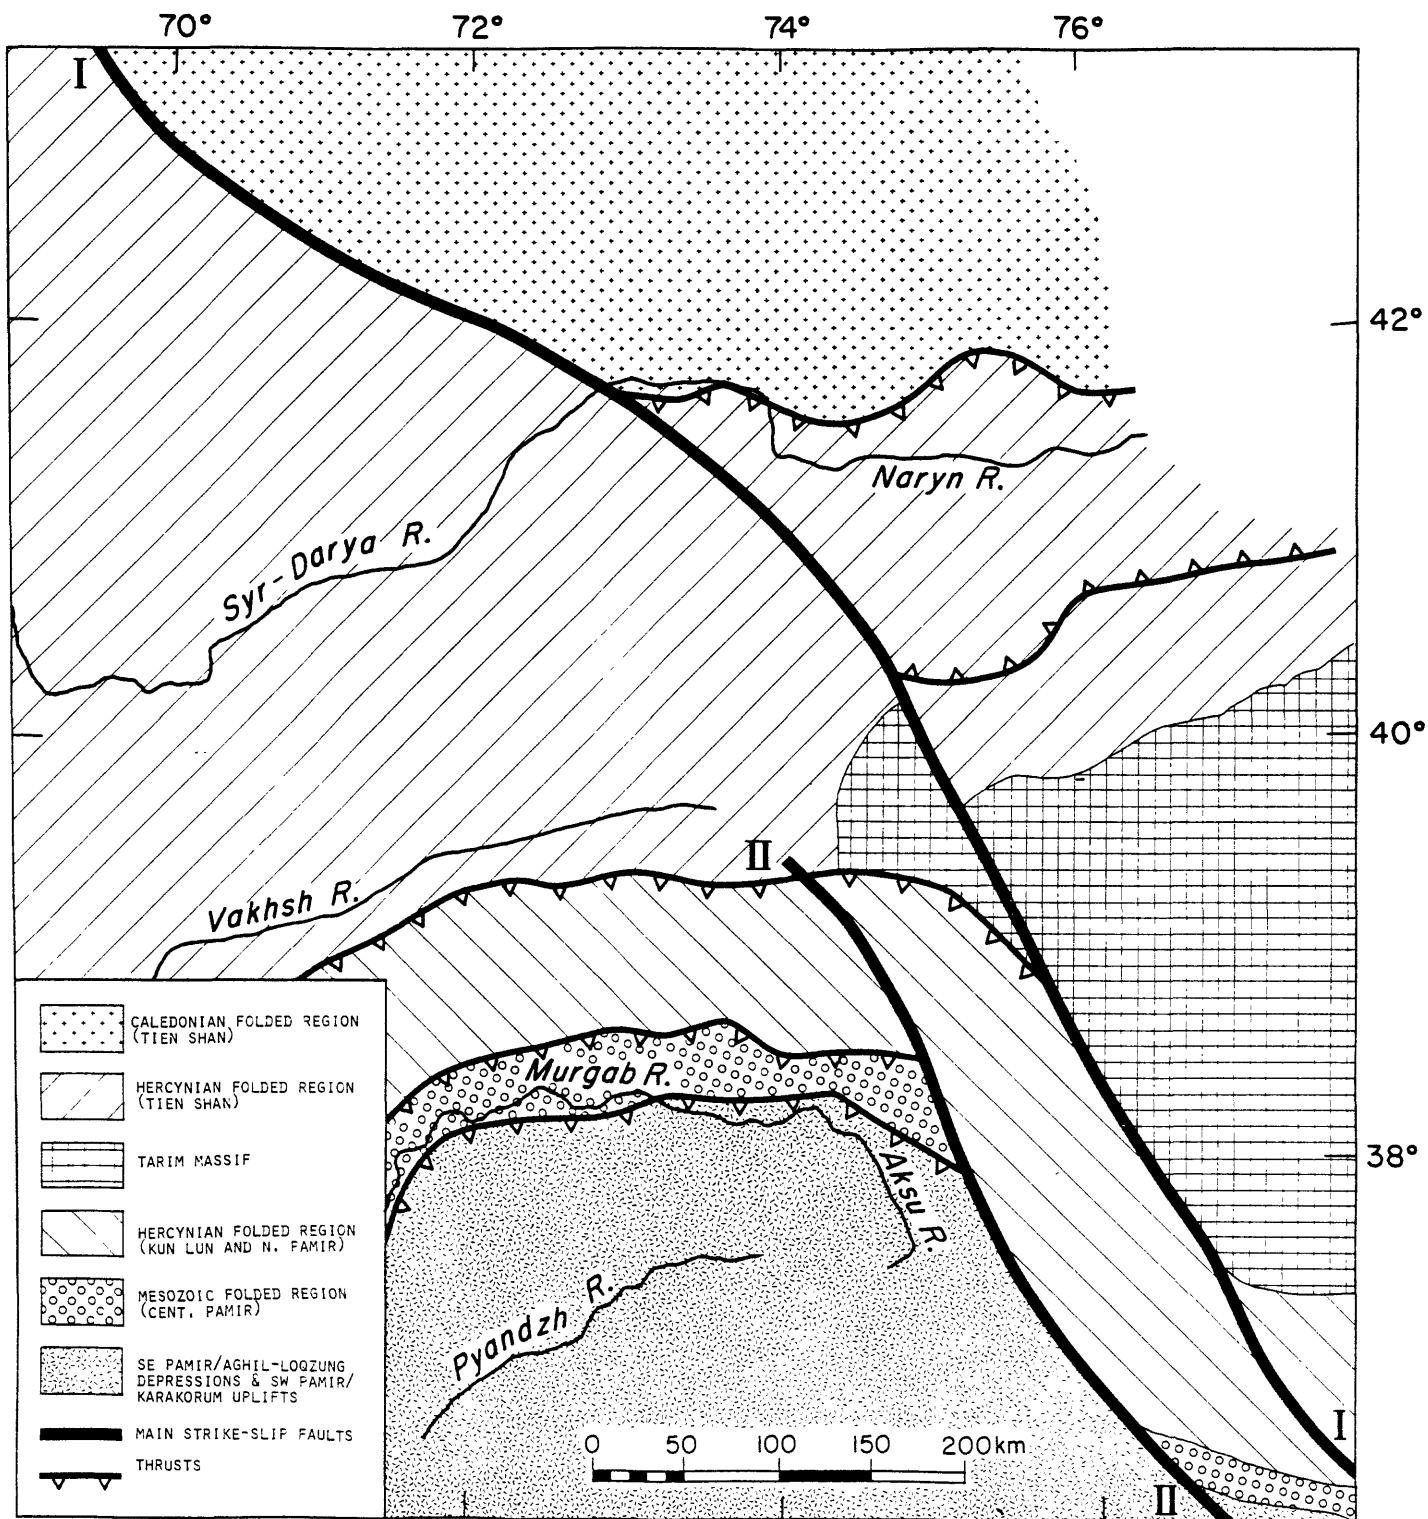 70° 72° 74° 76°
I
42°
Naryn R.
Syr-Darya R.
40°
II
Vakhsh R.
Murgab R.
38°
Aksu R.
Pyandzh R.
0 50 100 150 200km
I
II
CALEDONIAN FOLDED REGION
(TIEN SHAN)
HERCYNIAN FOLDED REGION
(TIEN SHAN)
TARIM MASSIF
HERCYNIAN FOLDED REGION
(KUN LUN AND N. PAMIR)
MESOZOIC FOLDED REGION
(CENT. PAMIR)
SE PAMIR/AGHIL-LOQZUNG
DEPRESSIONS & SW PAMIR/
KARAKORUM UPLIFTS
MAIN STRIKE-SLIP FAULTS
THRUSTS